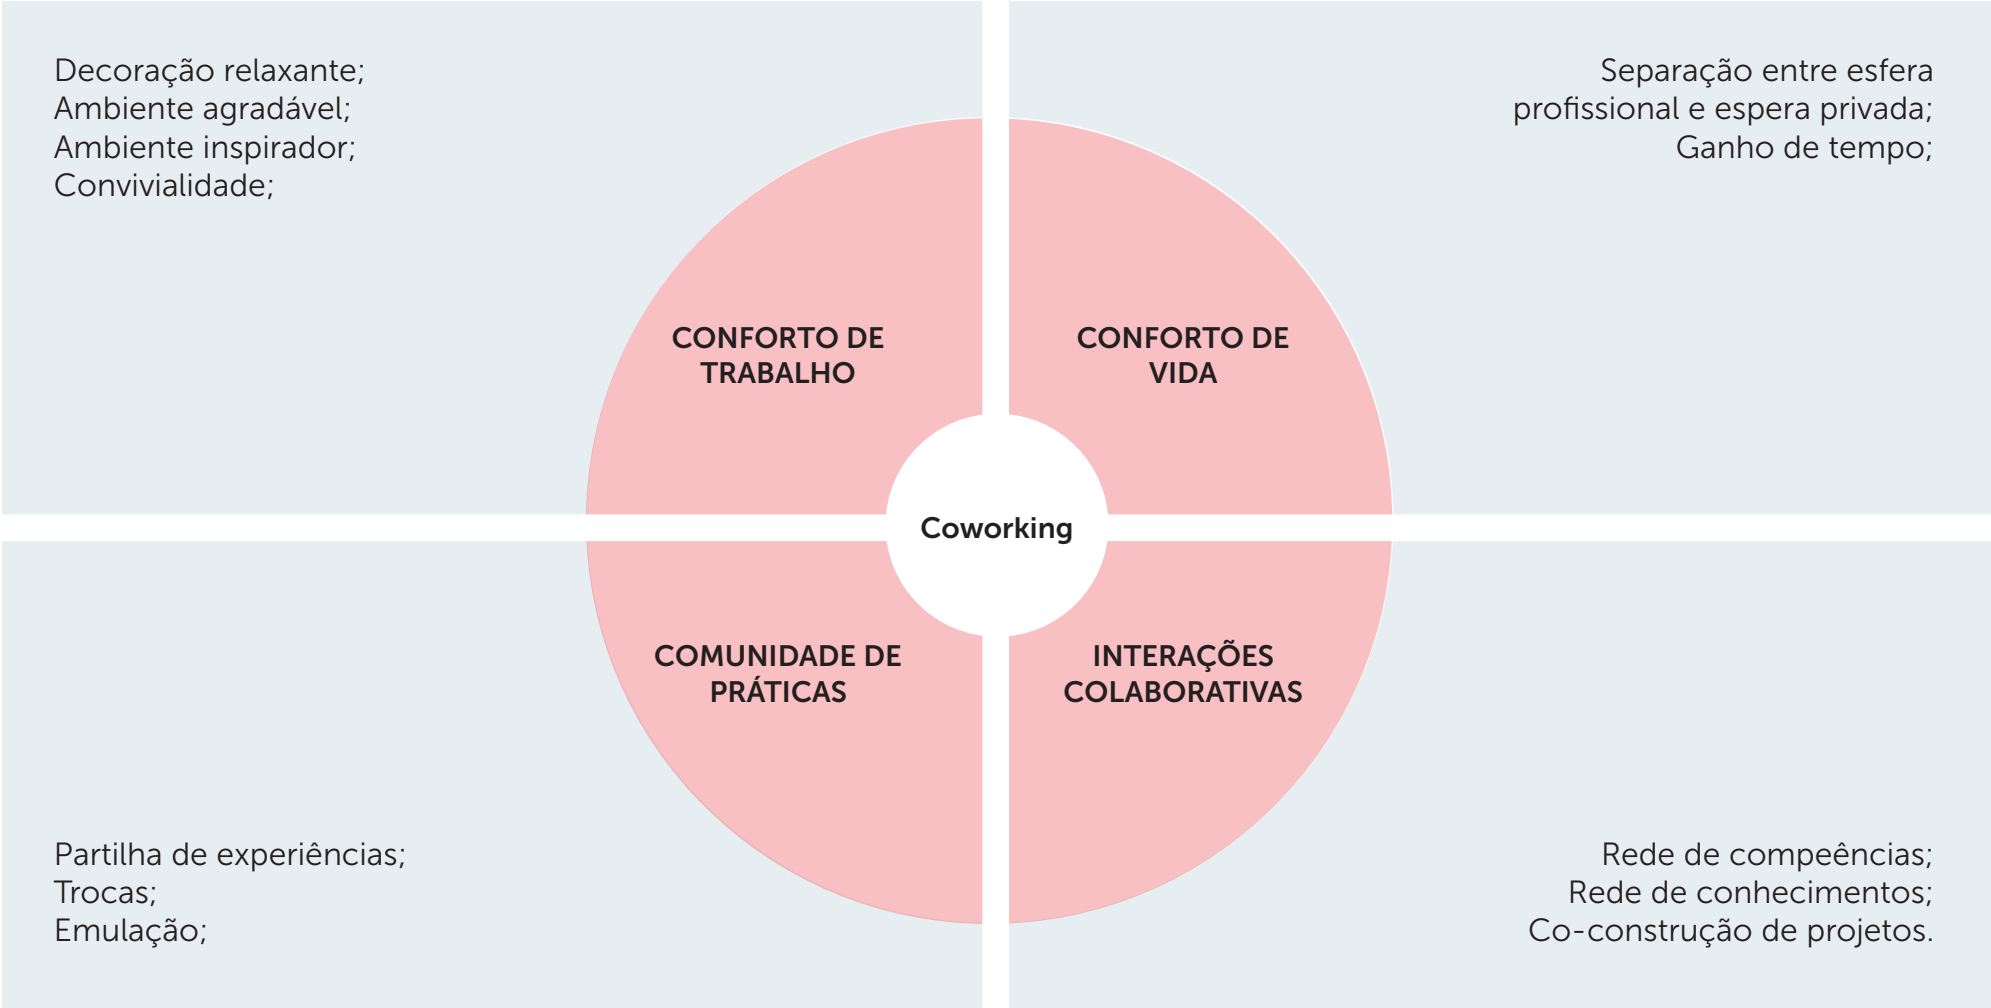 Decoração relaxante;
Ambiente agradável;
Ambiente inspirador;
Convivialidade;
Separação entre esfera
profissional e espera privada;
Ganho de tempo;
CONFORTO DE
TRABALHO
CONFORTO DE
VIDA
Coworking
COMUNIDADE DE
PRÁTICAS
INTERAÇÕES
COLABORATIVAS
Partilha de experiências;
Trocas;
Emulação;
Rede de compeências;
Rede de conhecimentos;
Co-construção de projetos.